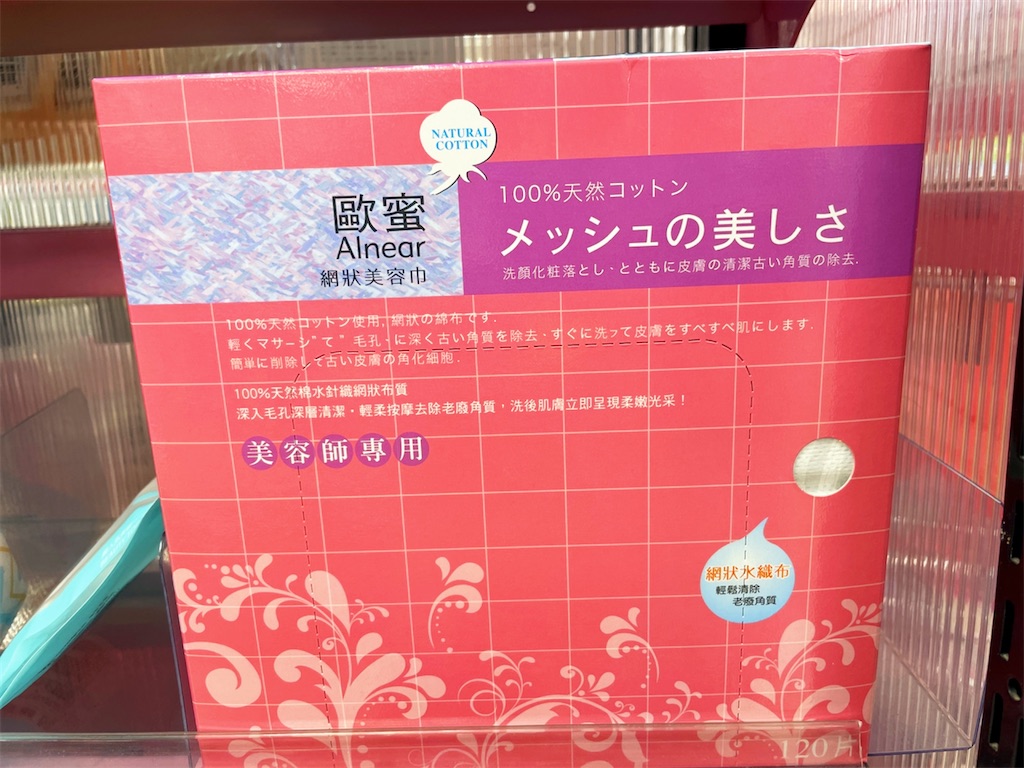 NATURAL
COTTON
歐蜜
Alnear
網狀美容巾
100%天然コットン
メッシュの美しさ
洗顔化粧落とし、とともに皮膚の清潔古い角質の除去.
100%天然コットン使用, 網状の綿布です.
軽くマサーシ゛て゛毛孔、に深く古い角質を除去、すぐに洗って皮膚をすべすべ肌にします.
簡単に削除して古い皮膚の角化細胞.
100%天然棉水針織網狀布質
深入毛孔深層清潔，輕柔按摩去除老廢角質，洗後肌膚立即呈現柔嫩光采！
美容師專用
網狀水織布
輕鬆清除
老廢角質
120片